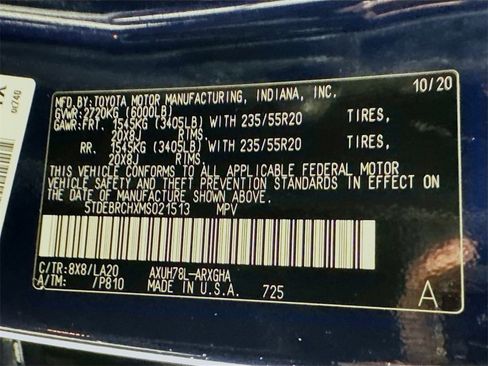 MFD.BY:TOYOTA MOTOR MANUFACTURING, INDIANA, INC. 10/20
GVWR:2720KG (6000LB)
GAWR:FRT. 1545KG (3405LB) WITH 235/55R20 TIRES,
20X8J RIMS.
RR. 1545KG (3405LB) WITH 235/55R20 TIRES,
20X8J RIMS.
THIS VEHICLE CONFORMS TO ALL APPLICABLE FEDERAL MOTOR
VEHICLE SAFETY AND THEFT PREVENTION STANDARDS IN EFFECT
ON THE DATE OF MANUFACTURE SHOWN ABOVE.
5TDEBRCHXMS021513 MPV
C/TR:8X8/LA20 AXUH78L-ARXGHA
A/TM: /P810 MADE IN U.S.A. 725 A